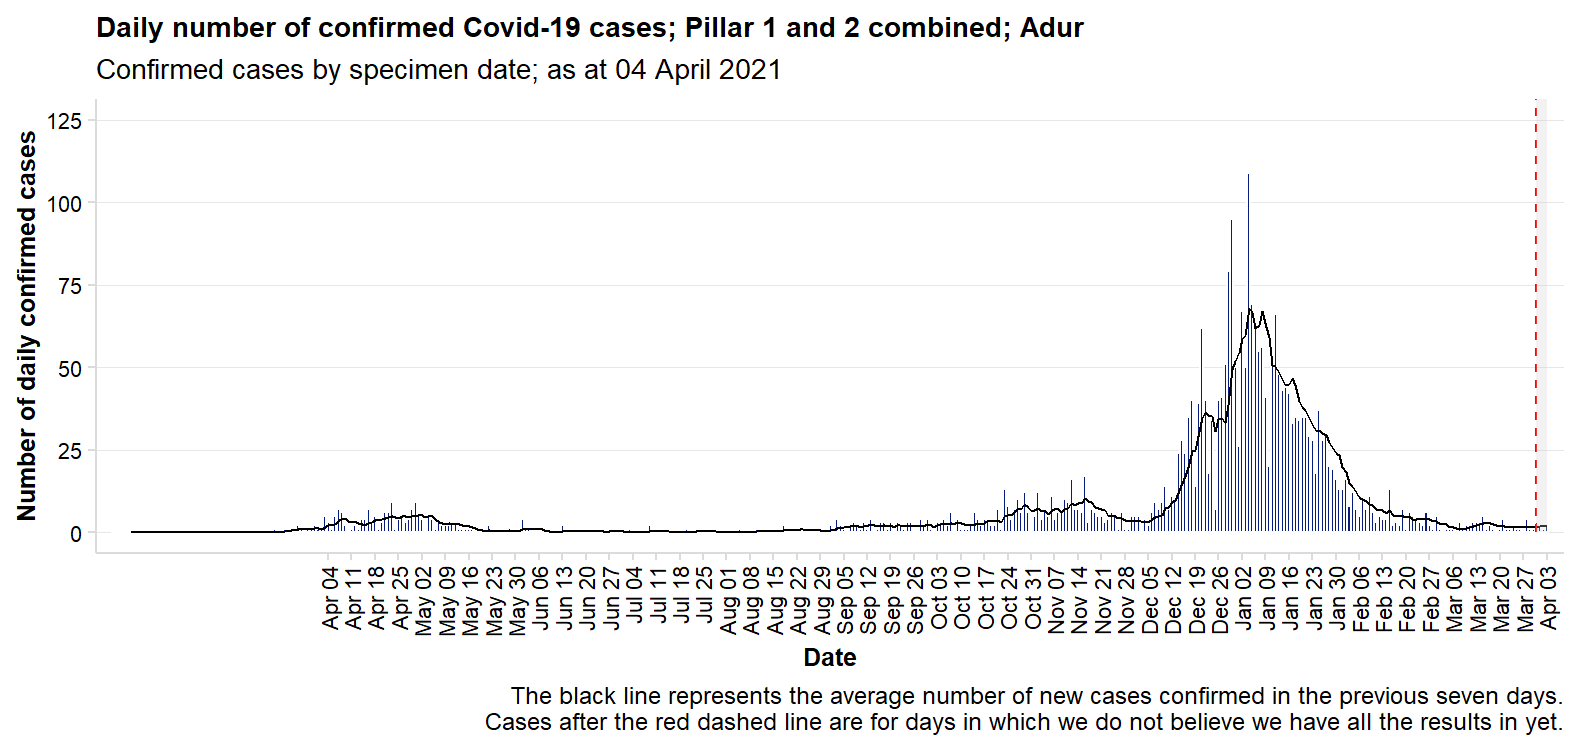 Daily number of confirmed Covid-19 cases; Pillar 1 and 2 combined; Adur
Confirmed cases by specimen date; as at 04 April 2021
Number of daily confirmed cases
125
100
75
50
25
0
Apr 04
Apr 11
Apr 18
Apr 25
May 02
May 09
May 16
May 23
May 30
Jun 06
Jun 13
Jun 20
Jun 27
Jul 04
Jul 11
Jul 18
Jul 25
Aug 01
Aug 08
Aug 15
Aug 22
Aug 29
Sep 05
Sep 12
Sep 19
Sep 26
Oct 03
Oct 10
Oct 17
Oct 24
Oct 31
Nov 07
Nov 14
Nov 21
Nov 28
Dec 05
Dec 12
Dec 19
Dec 26
Jan 02
Jan 09
Jan 16
Jan 23
Jan 30
Feb 06
Feb 13
Feb 20
Feb 27
Mar 06
Mar 13
Mar 20
Mar 27
Apr 03
Date
The black line represents the average number of new cases confirmed in the previous seven days.
Cases after the red dashed line are for days in which we do not believe we have all the results in yet.